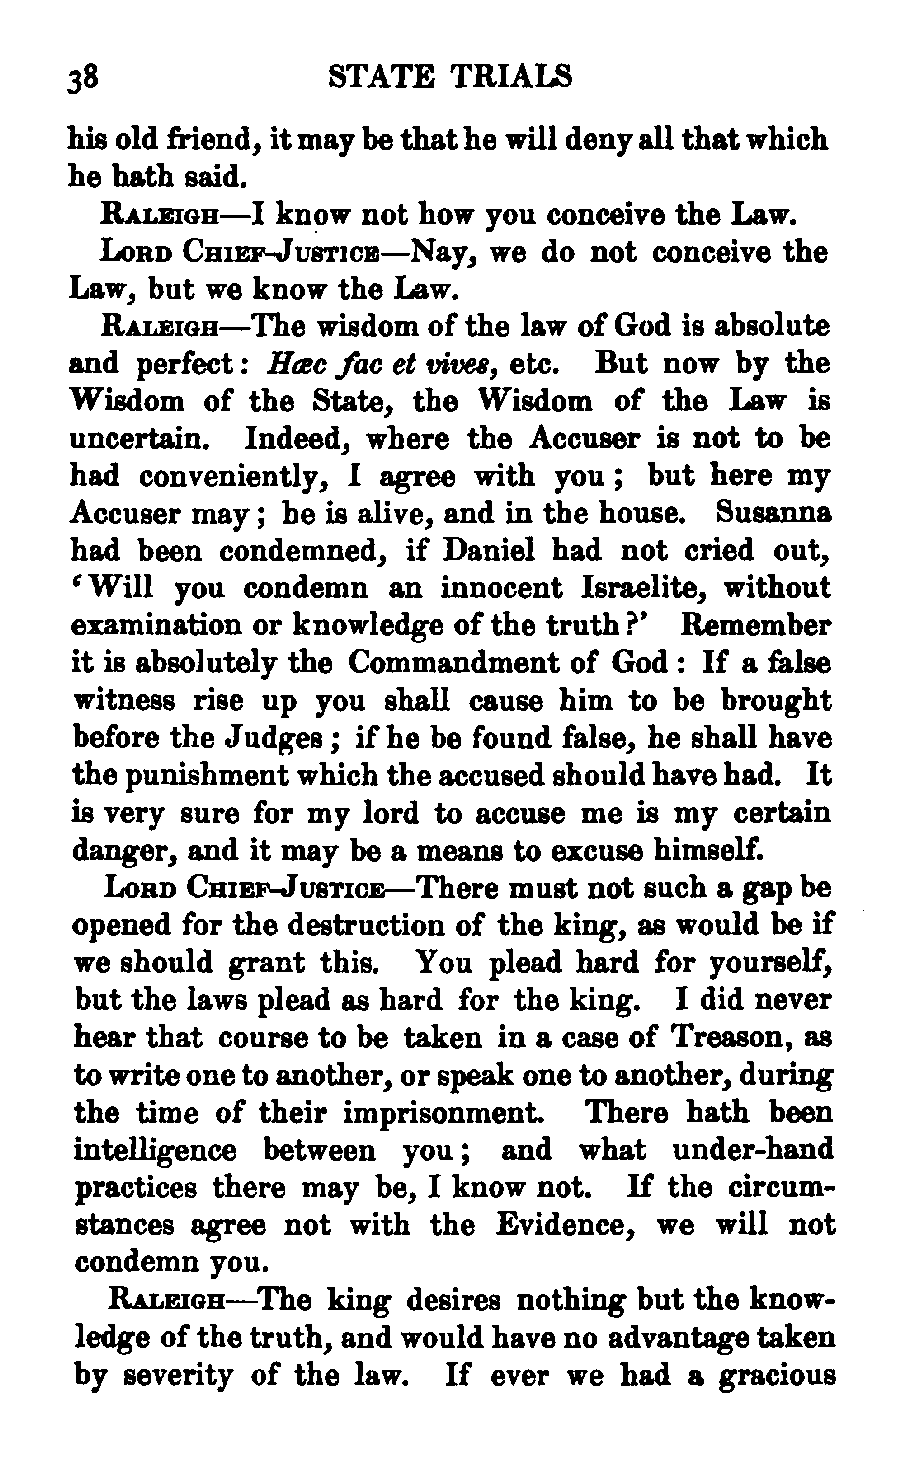 38 STATE TRIALS
his old friend, it may be that he will deny all that which
he hath said.
RALEIGH—I know not how you conceive the Law.
LORD CHIEF-JUSTICE—Nay, we do not conceive the
Law, but we know the Law.
RALEIGH—The wisdom of the law of God is absolute
and perfect: Hæc fac et vives, etc. But now by the
Wisdom of the State, the Wisdom of the Law is
uncertain. Indeed, where the Accuser is not to be
had conveniently, I agree with you; but here my
Accuser may; he is alive, and in the house. Susanna
had been condemned, if Daniel had not cried out,
‘Will you condemn an innocent Israelite, without
examination or knowledge of the truth?’ Remember
it is absolutely the Commandment of God: If a false
witness rise up you shall cause him to be brought
before the Judges; if he be found false, he shall have
the punishment which the accused should have had. It
is very sure for my lord to accuse me is my certain
danger, and it may be a means to excuse himself.
LORD CHIEF-JUSTICE—There must not such a gap be
opened for the destruction of the king, as would be if
we should grant this. You plead hard for yourself,
but the laws plead as hard for the king. I did never
hear that course to be taken in a case of Treason, as
to write one to another, or speak one to another, during
the time of their imprisonment. There hath been
intelligence between you; and what under-hand
practices there may be, I know not. If the circum-
stances agree not with the Evidence, we will not
condemn you.
RALEIGH—The king desires nothing but the know-
ledge of the truth, and would have no advantage taken
by severity of the law. If ever we had a gracious